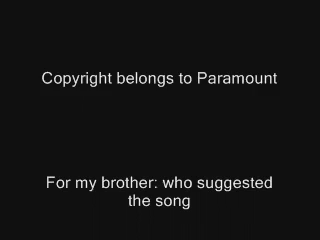 Copyright belongs to Paramount
For my brother: who suggested
the song